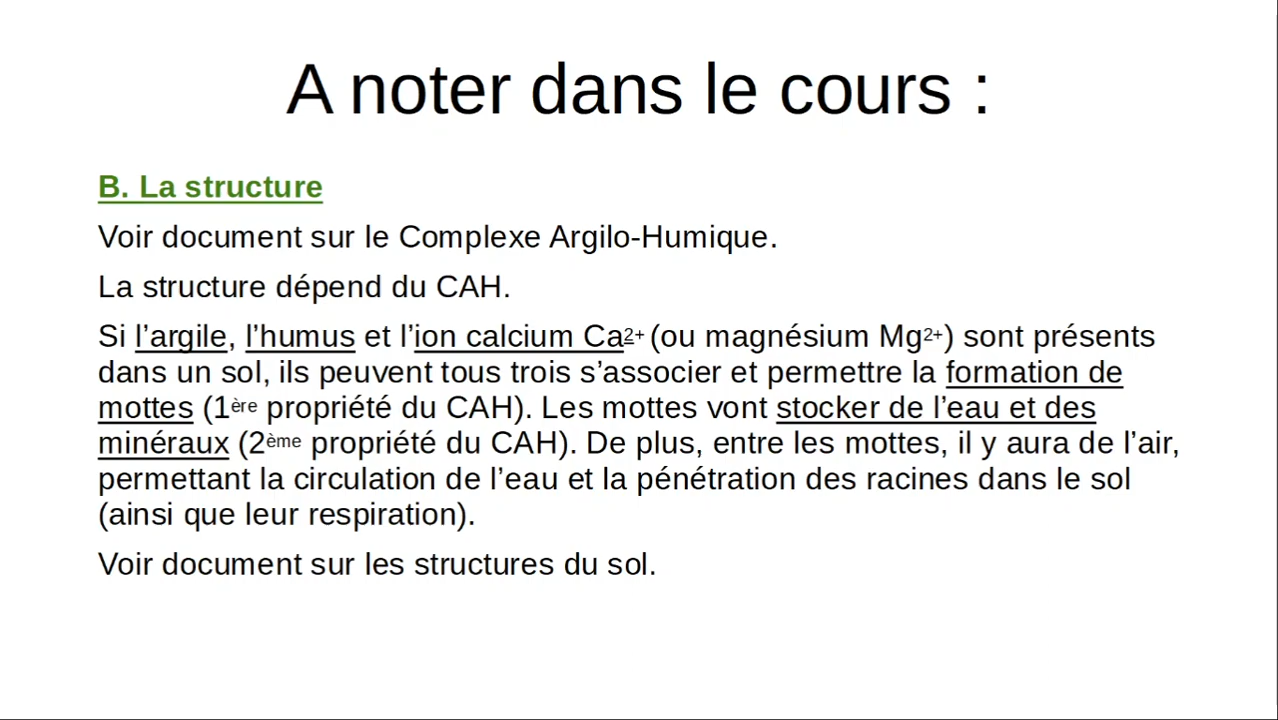 A noter dans le cours :
B. La structure
Voir document sur le Complexe Argilo-Humique.
La structure dépend du CAH.
Si l’argile, l’humus et l’ion calcium Ca²⁺ (ou magnésium Mg²⁺) sont présents
dans un sol, ils peuvent tous trois s’associer et permettre la formation de
mottes (1ère propriété du CAH). Les mottes vont stocker de l’eau et des
minéraux (2ème propriété du CAH). De plus, entre les mottes, il y aura de l’air,
permettant la circulation de l’eau et la pénétration des racines dans le sol
(ainsi que leur respiration).
Voir document sur les structures du sol.